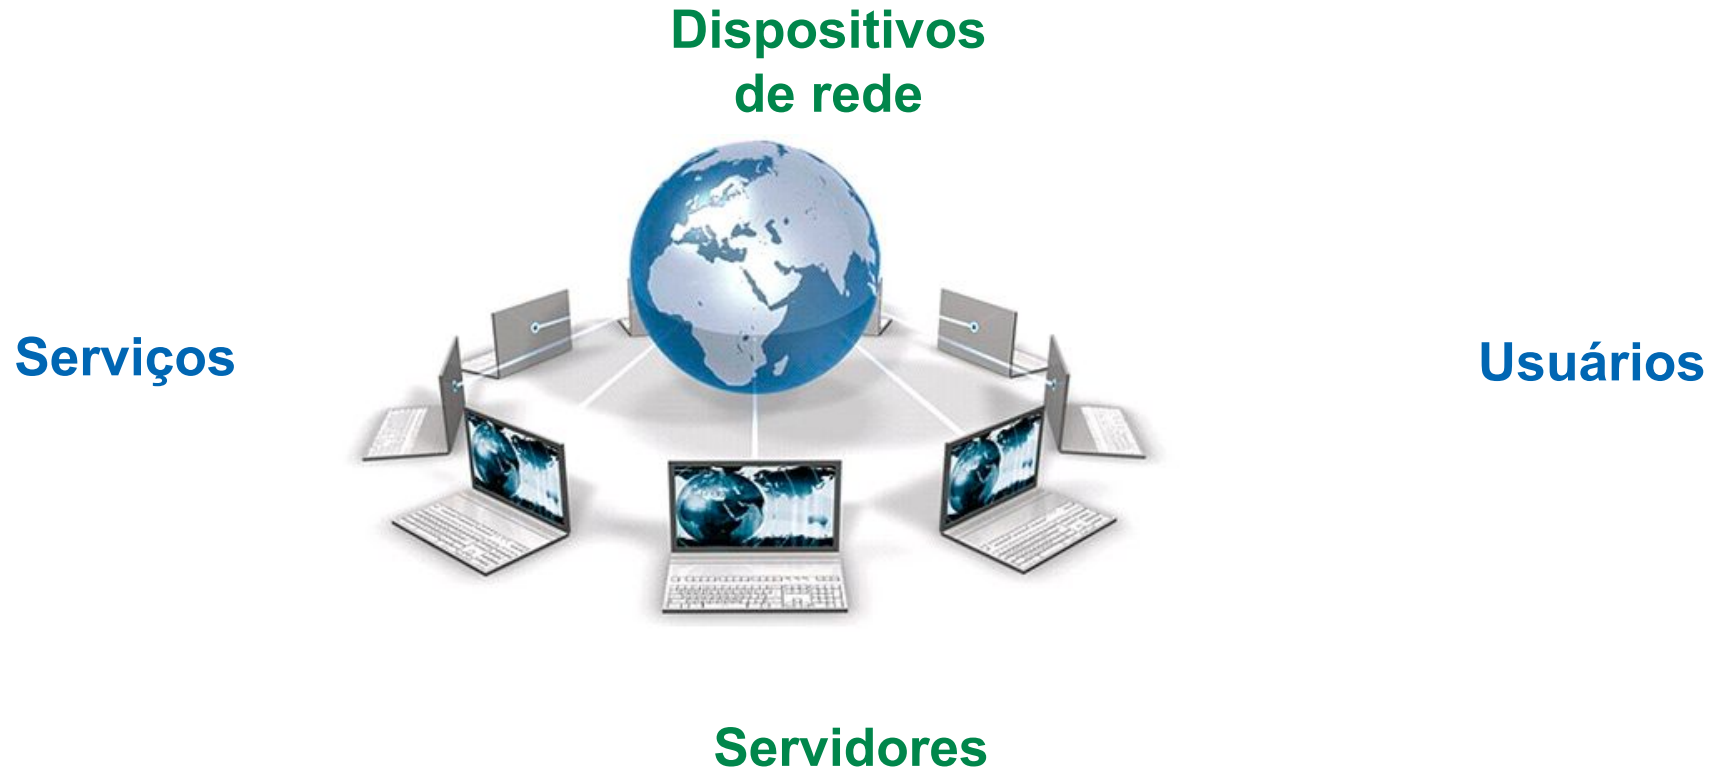 Dispositivos
de rede
Serviços
Usuários
Servidores